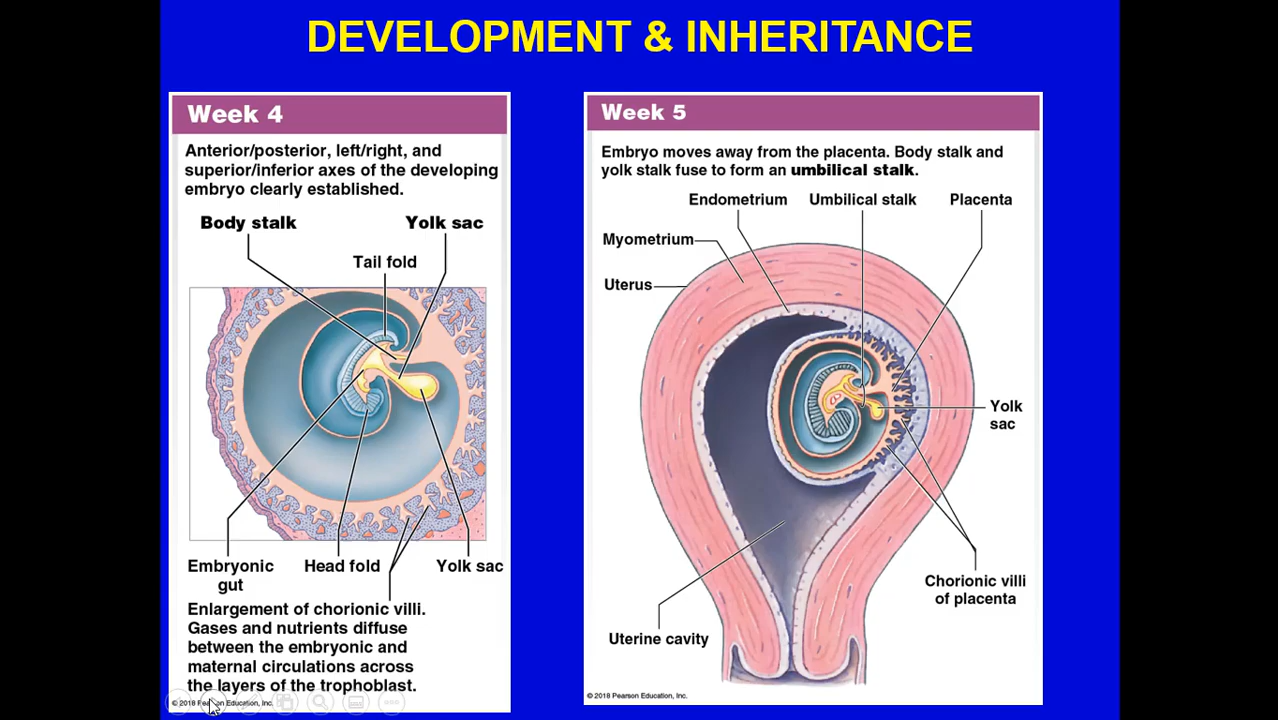 DEVELOPMENT & INHERITANCE
Week 4
Anterior/posterior, left/right, and
superior/inferior axes of the developing
embryo clearly established.
Body stalk
Yolk sac
Tail fold
Embryonic
gut
Head fold
Yolk sac
Enlargement of chorionic villi.
Gases and nutrients diffuse
between the embryonic and
maternal circulations across
the layers of the trophoblast.
© 2018 Pearson Education, Inc.
Week 5
Embryo moves away from the placenta. Body stalk and
yolk stalk fuse to form an umbilical stalk.
Endometrium
Umbilical stalk
Placenta
Myometrium
Uterus
Yolk
sac
Chorionic villi
of placenta
Uterine cavity
© 2018 Pearson Education, Inc.